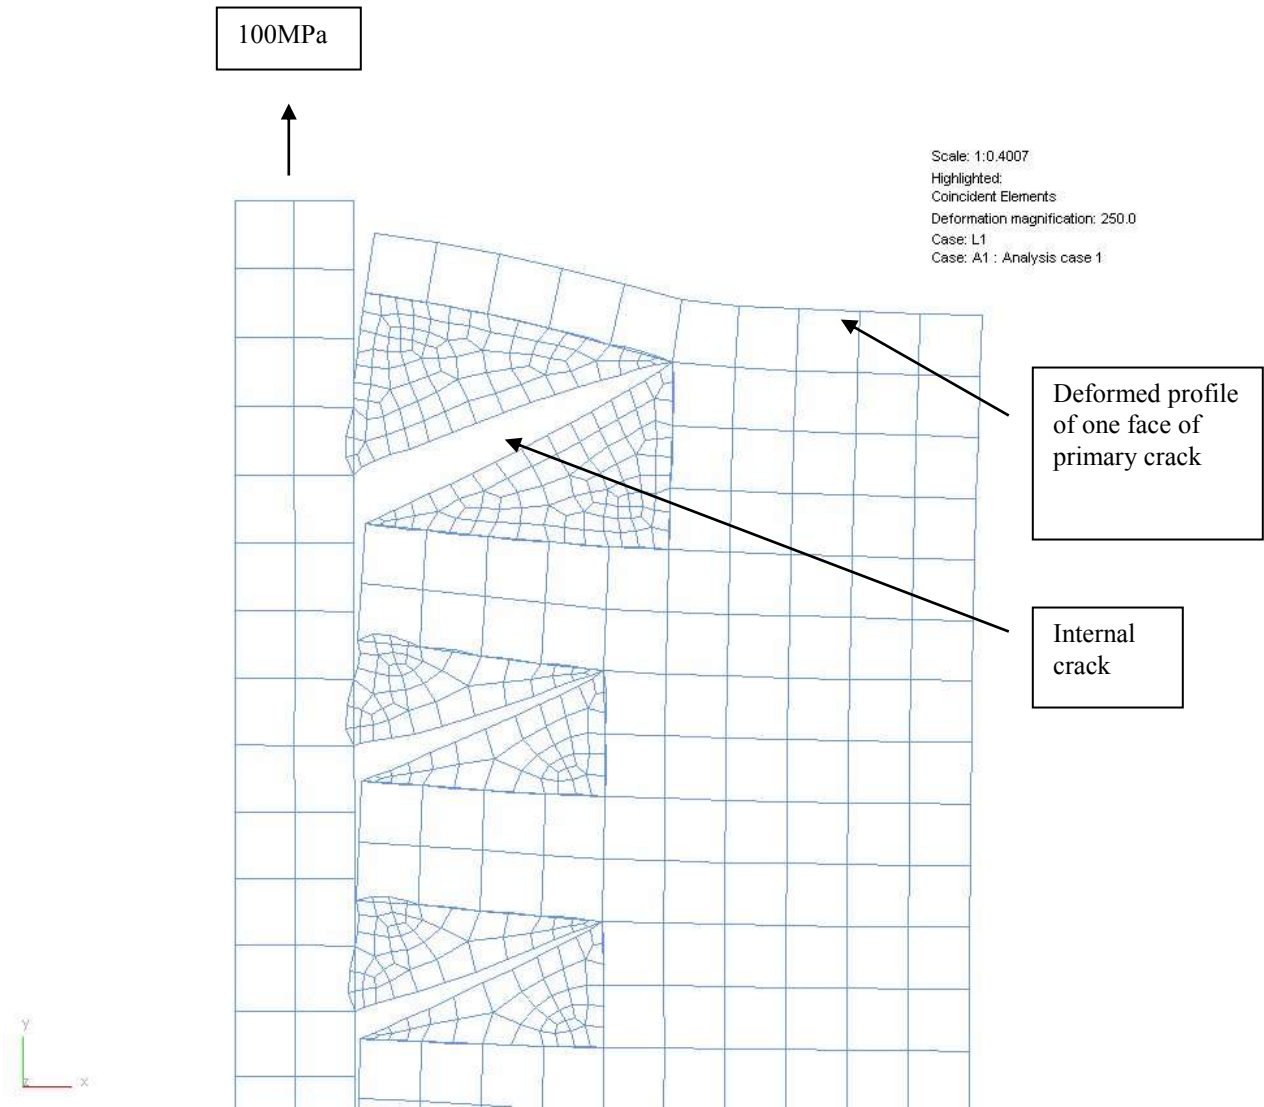 100MPa
Scale: 1:0.4007
Highlighted:
Coincident Elements
Deformation magnification: 250.0
Case: L1
Case: A1 : Analysis case 1
Deformed profile
of one face of
primary crack
Internal
crack
y
z
x